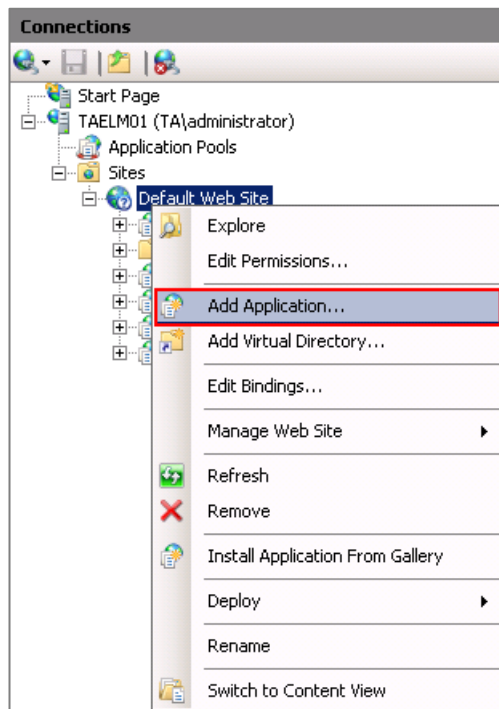 Connections
Start Page
TAELM01 (TA\administrator)
Application Pools
Sites
Default Web Site
Explore
Edit Permissions...
Add Application...
Add Virtual Directory...
Edit Bindings...
Manage Web Site
Refresh
Remove
Install Application From Gallery
Deploy
Rename
Switch to Content View